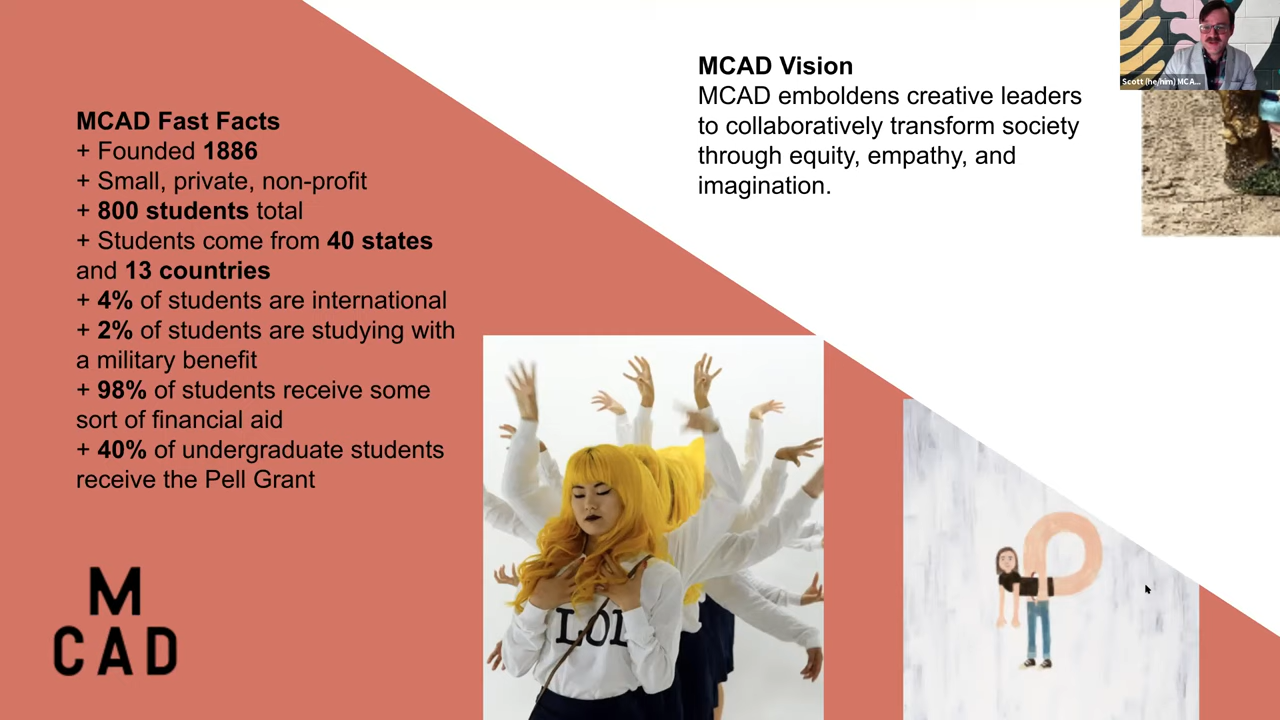 MCAD Fast Facts
+ Founded 1886
+ Small, private, non-profit
+ 800 students total
+ Students come from 40 states
and 13 countries
+ 4% of students are international
+ 2% of students are studying with
a military benefit
+ 98% of students receive some
sort of financial aid
+ 40% of undergraduate students
receive the Pell Grant
M
CAD
MCAD Vision
MCAD emboldens creative leaders
to collaboratively transform society
through equity, empathy, and
imagination.
Scott (he/him) MCA...
LOL